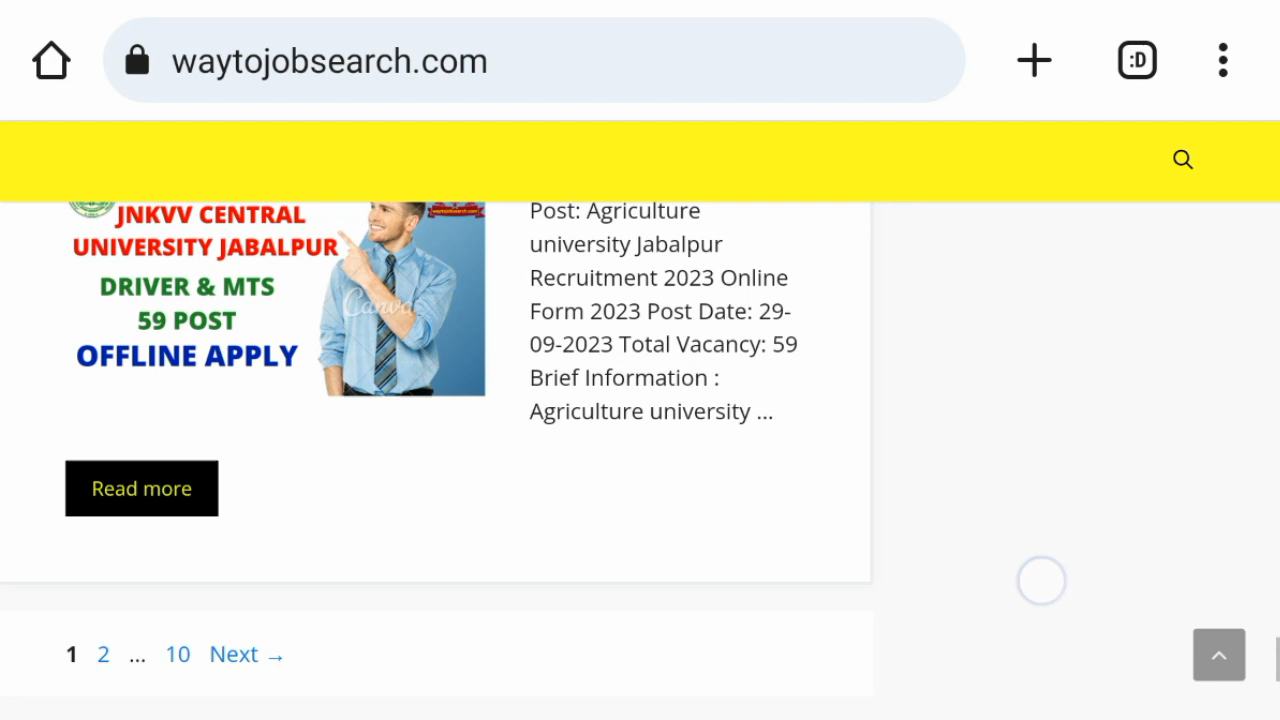 waytojobsearch.com
:D
JNKVV CENTRAL
UNIVERSITY JABALPUR
DRIVER & MTS
59 POST
OFFLINE APPLY
Canva
Post: Agriculture
university Jabalpur
Recruitment 2023 Online
Form 2023 Post Date: 29-
09-2023 Total Vacancy: 59
Brief Information :
Agriculture university ...
Read more
1 2 ... 10 Next →